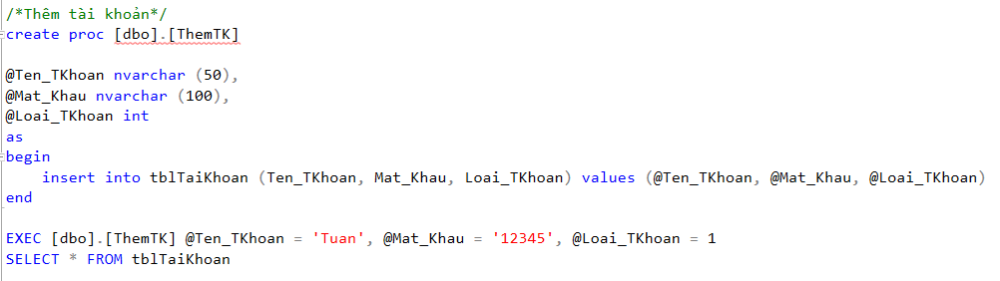 /*Thêm tài khoản*/
create proc [dbo].[ThemTK]
@Ten_TKhoan nvarchar (50),
@Mat_Khau nvarchar (100),
@Loai_TKhoan int
as
begin
insert into tblTaiKhoan (Ten_TKhoan, Mat_Khau, Loai_TKhoan) values (@Ten_TKhoan, @Mat_Khau, @Loai_TKhoan)
end
EXEC [dbo].[ThemTK] @Ten_TKhoan = 'Tuan', @Mat_Khau = '12345', @Loai_TKhoan = 1
SELECT * FROM tblTaiKhoan